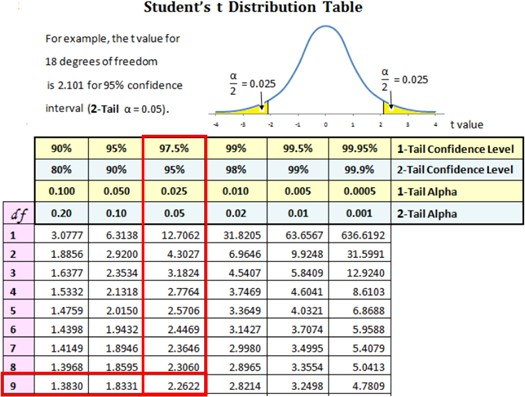 Student's t Distribution Table
For example, the t value for
18 degrees of freedom
is 2.101 for 95% confidence
interval (2-Tail α = 0.05).
α/2 = 0.025
α/2 = 0.025
-4 -3 -2 -1 0 1 2 3 4 t value
90% 95% 97.5% 99% 99.5% 99.95% 1-Tail Confidence Level
80% 90% 95% 98% 99% 99.9% 2-Tail Confidence Level
0.100 0.050 0.025 0.010 0.005 0.0005 1-Tail Alpha
df 0.20 0.10 0.05 0.02 0.01 0.001 2-Tail Alpha
1 3.0777 6.3138 12.7062 31.8205 63.6567 636.6192
2 1.8856 2.9200 4.3027 6.9646 9.9248 31.5991
3 1.6377 2.3534 3.1824 4.5407 5.8409 12.9240
4 1.5332 2.1318 2.7764 3.7469 4.6041 8.6103
5 1.4759 2.0150 2.5706 3.3649 4.0321 6.8688
6 1.4398 1.9432 2.4469 3.1427 3.7074 5.9588
7 1.4149 1.8946 2.3646 2.9980 3.4995 5.4079
8 1.3968 1.8595 2.3060 2.8965 3.3554 5.0413
9 1.3830 1.8331 2.2622 2.8214 3.2498 4.7809